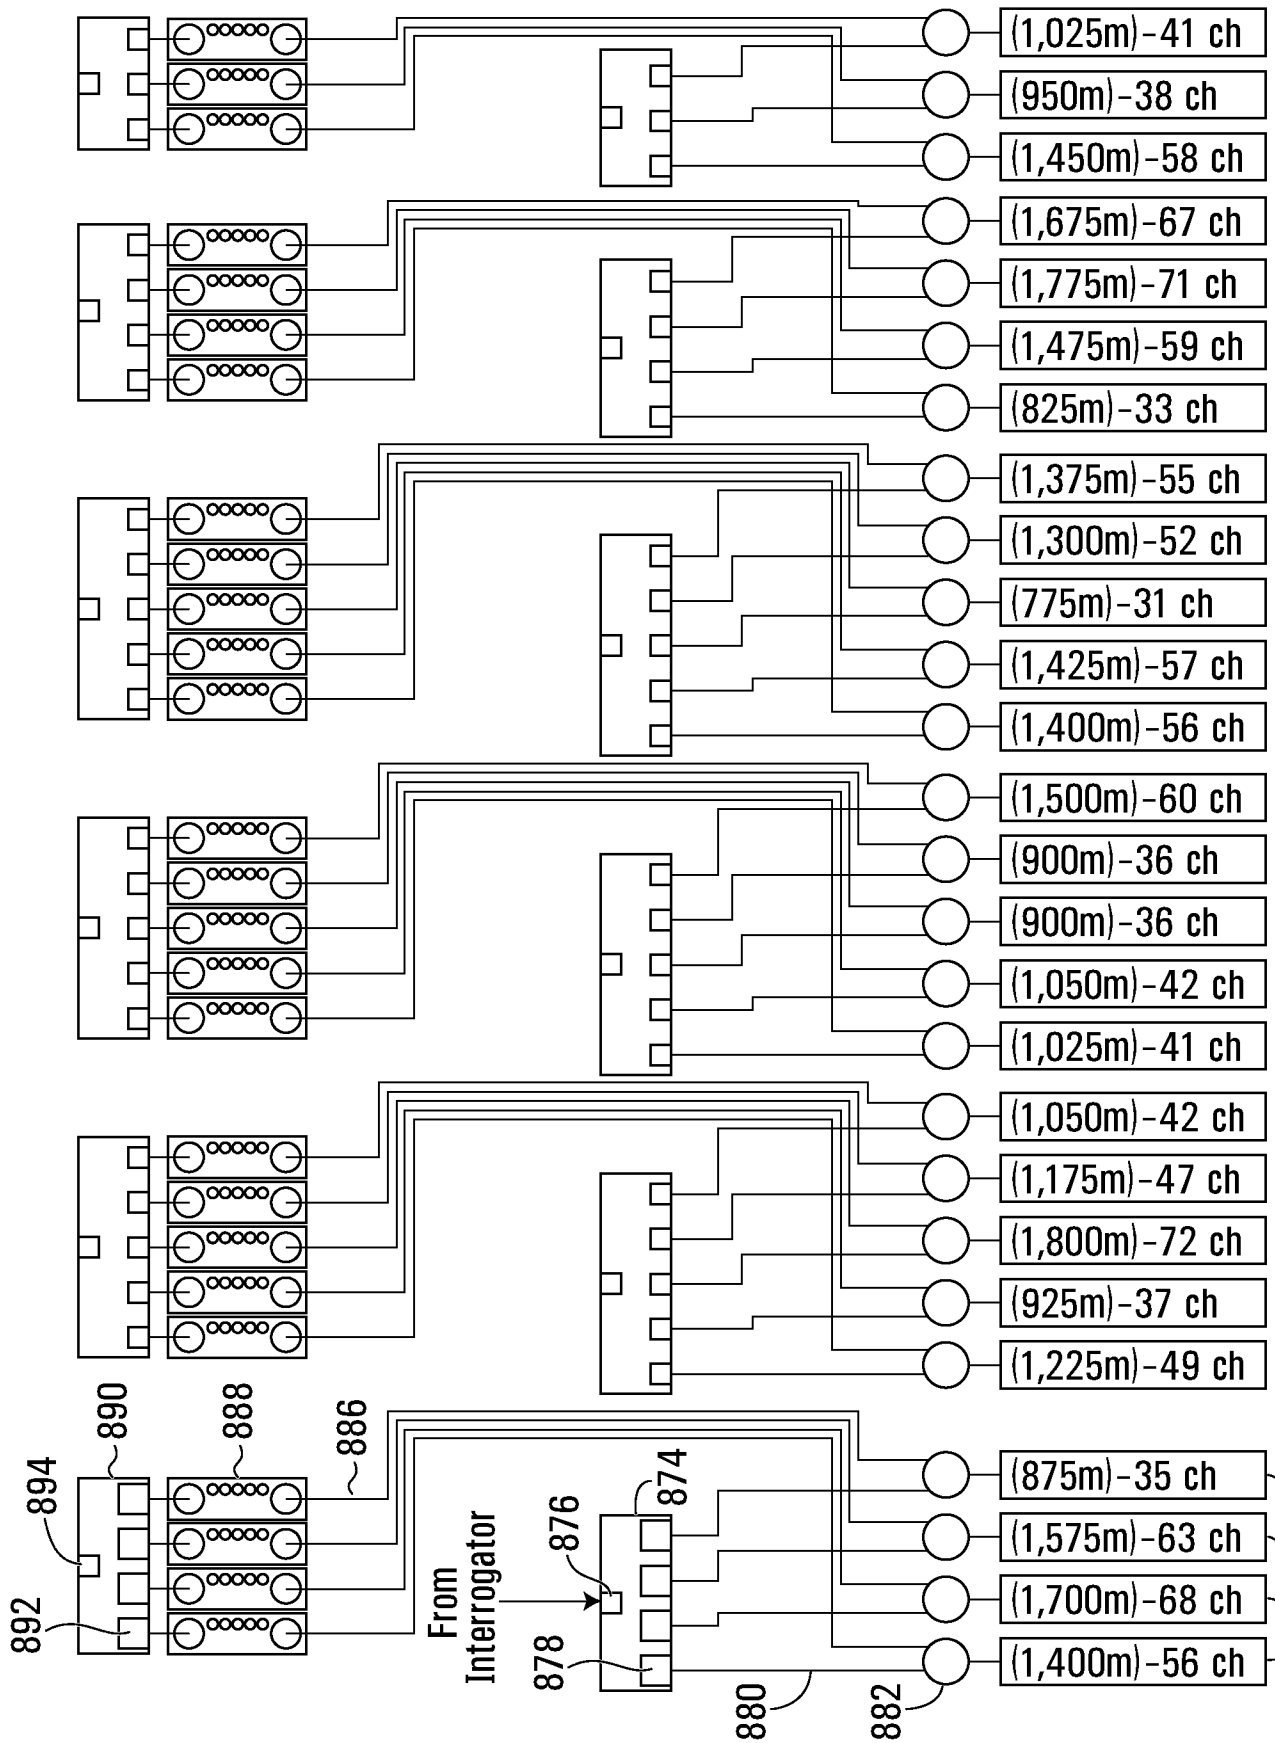 (1,025m)-41 ch
(950m)-38 ch
(1,450m)-58 ch
(1,675m)-67 ch
(1,775m)-71 ch
(1,475m)-59 ch
(825m)-33 ch
(1,375m)-55 ch
(1,300m)-52 ch
(775m)-31 ch
(1,425m)-57 ch
(1,400m)-56 ch
(1,500m)-60 ch
(900m)-36 ch
(900m)-36 ch
(1,050m)-42 ch
(1,025m)-41 ch
(1,050m)-42 ch
(1,175m)-47 ch
(1,800m)-72 ch
(925m)-37 ch
(1,225m)-49 ch
(875m)-35 ch
(1,575m)-63 ch
(1,700m)-68 ch
(1,400m)-56 ch
892
894
890
888
886
From
Interrogator
878
876
874
880
882